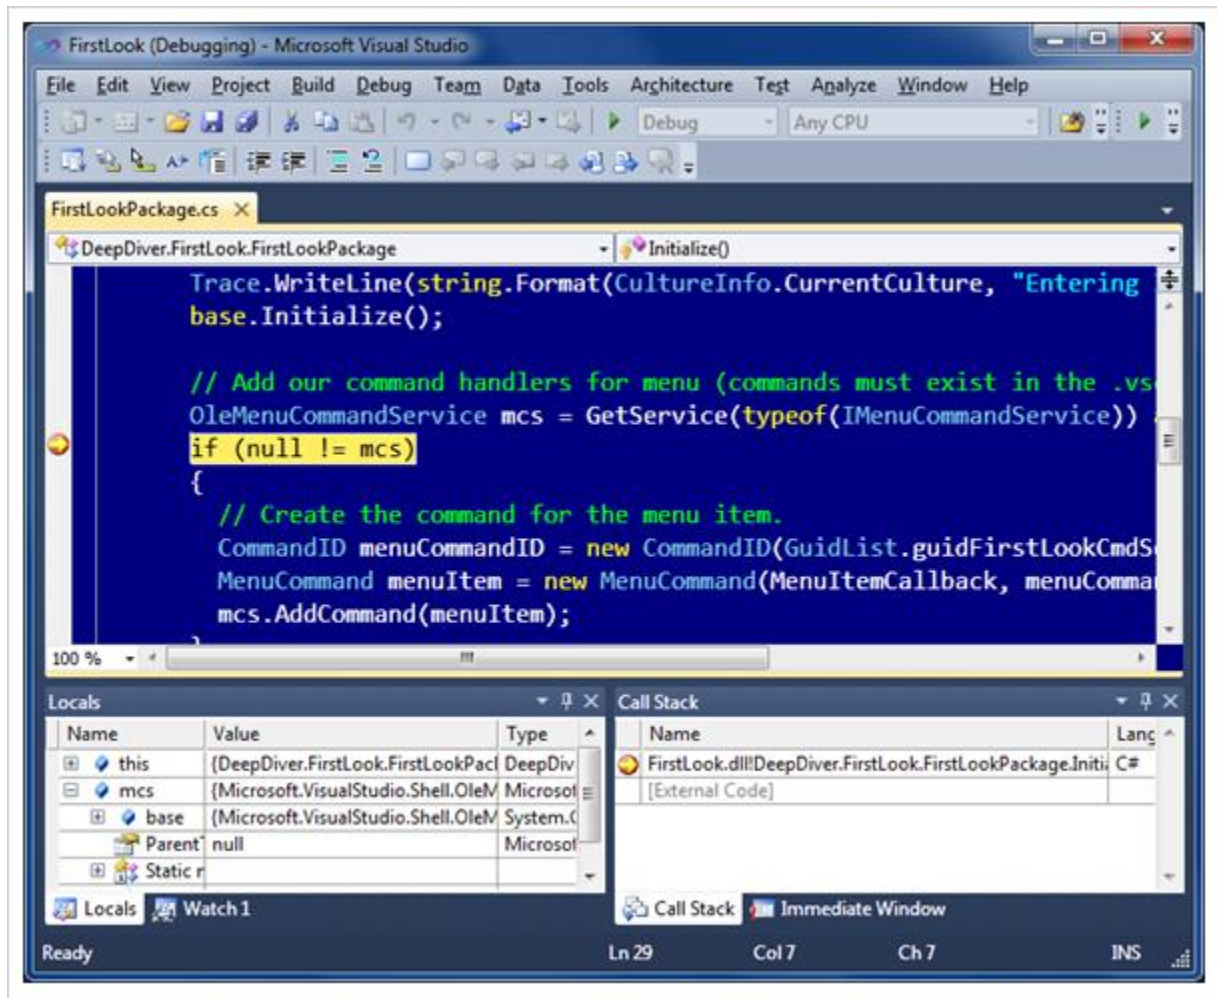 FirstLook (Debugging) - Microsoft Visual Studio
File Edit View Project Build Debug Team Data Tools Architecture Test Analyze Window Help
Debug Any CPU
FirstLookPackage.cs
DeepDiver.FirstLook.FirstLookPackage Initialize()
Trace.WriteLine(string.Format(CultureInfo.CurrentCulture, "Entering
base.Initialize();
// Add our command handlers for menu (commands must exist in the .vs
OleMenuCommandService mcs = GetService(typeof(IMenuCommandService))
if (null != mcs)
{
// Create the command for the menu item.
CommandID menuCommandID = new CommandID(GuidList.guidFirstLookCmdS
MenuCommand menuItem = new MenuCommand(MenuItemCallback, menuComma
mcs.AddCommand(menuItem);
100 %
Locals Call Stack
Name Value Type Name Lang
this {DeepDiver.FirstLook.FirstLookPacl DeepDiv FirstLook.dll!DeepDiver.FirstLook.FirstLookPackage.Initi C#
mcs {Microsoft.VisualStudio.Shell.OleM Microsof [External Code]
base {Microsoft.VisualStudio.Shell.OleM System.C
Parent null Microsof
Static r
Locals Watch 1 Call Stack Immediate Window
Ready Ln 29 Col 7 Ch 7 INS